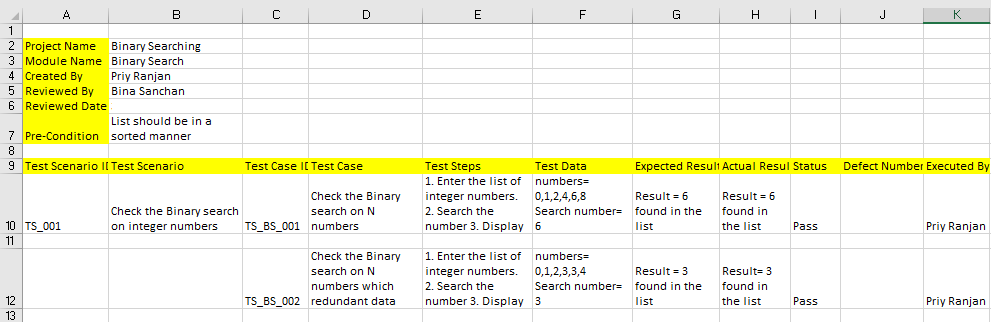 A B C D E F G H I J K
1
2 Project Name Binary Searching
3 Module Name Binary Search
4 Created By Priy Ranjan
5 Reviewed By Bina Sanchan
6 Reviewed Date
List should be in a
7 Pre-Condition sorted manner
8
9 Test Scenario ID Test Scenario Test Case ID Test Case Test Steps Test Data Expected Result Actual Resul Status Defect Number Executed By
1. Enter the list of numbers=
Check the Binary integer numbers. 0,1,2,4,6,8 Result = 6 Result = 6
Check the Binary search search on N 2. Search the Search number= found in the found in
10 TS_001 on integer numbers TS_BS_001 numbers number 3. Display 6 list the list Pass Priy Ranjan
11
Check the Binary 1. Enter the list of numbers=
search on N integer numbers. 0,1,2,3,3,4 Result = 3 Result= 3
numbers which 2. Search the Search number= found in the found in
12 TS_BS_002 redundant data number 3. Display 3 list the list Pass Priy Ranjan
13